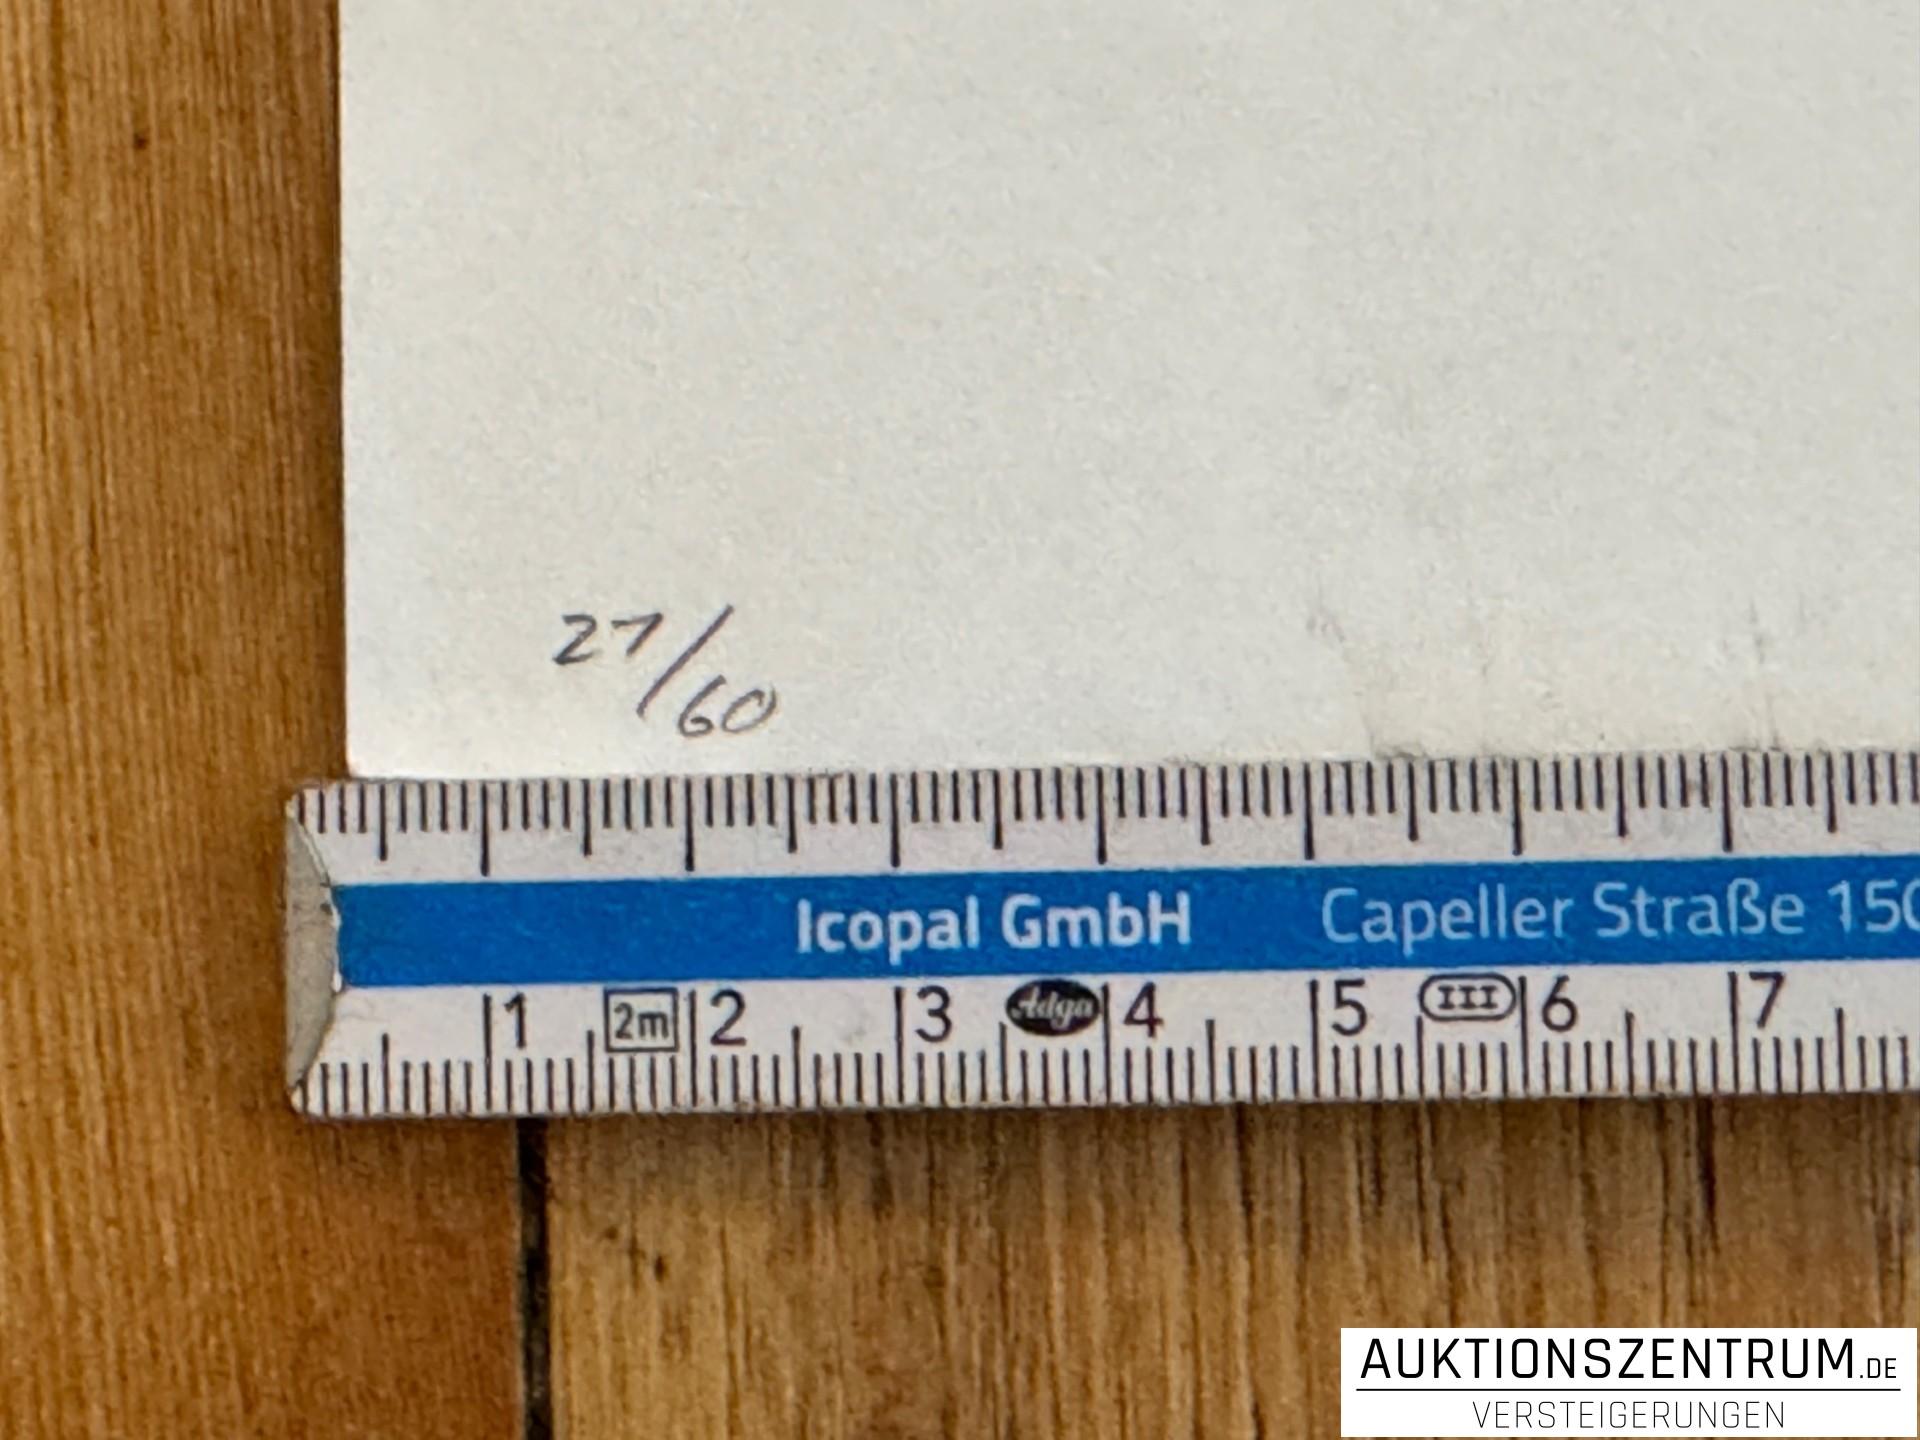 27/60
Icopal GmbH Capeller Straße 150
1 2m 2 3 Adga 4 5 III 6 7
AUKTIONSZENTRUM.DE
VERSTEIGERUNGEN